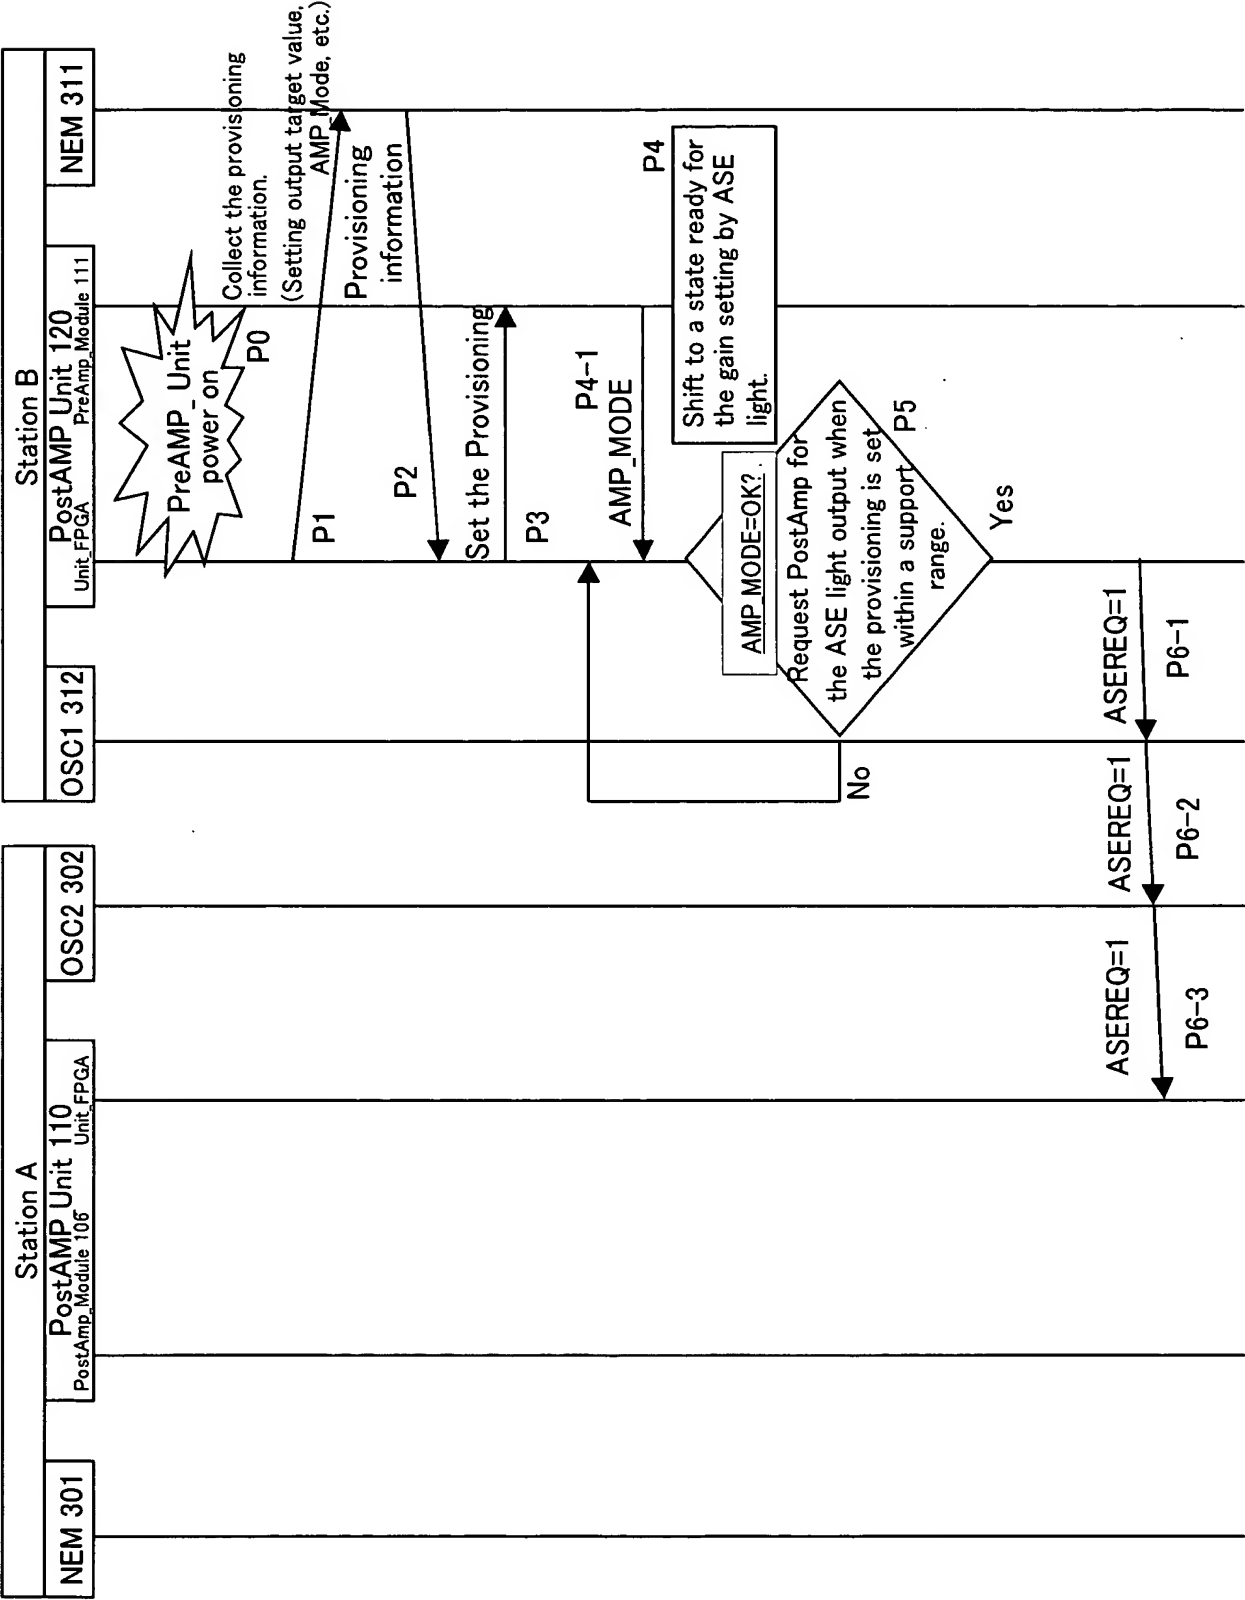 Station A
NEM 301
PostAMP Unit 110
PostAmp_Module 106
Unit_FPGA
OSC2 302
Station B
OSC1 312
PostAMP Unit 120
Unit_FPGA
PreAmp_Module 111
NEM 311
PreAMP_Unit
power on
P0
Collect the provisioning
information.
(Setting output target value,
AMP_Mode, etc.)
P1
Provisioning
information
P2
Set the Provisioning
P3
P4-1
AMP_MODE
P4
Shift to a state ready for
the gain setting by ASE
light.
AMP_MODE=OK?
Request PostAmp for
the ASE light output when
the provisioning is set
within a support
range.
P5
No
Yes
ASEREQ=1
P6-1
ASEREQ=1
P6-2
ASEREQ=1
P6-3